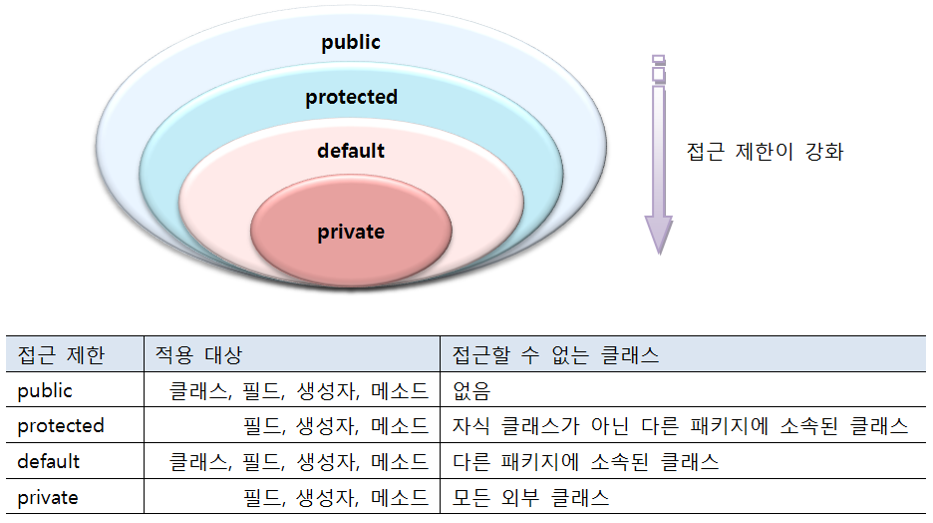 public
protected
default
private
접근 제한이 강화
접근 제한 적용 대상 접근할 수 없는 클래스
public 클래스, 필드, 생성자, 메소드 없음
protected 필드, 생성자, 메소드 자식 클래스가 아닌 다른 패키지에 소속된 클래스
default 클래스, 필드, 생성자, 메소드 다른 패키지에 소속된 클래스
private 필드, 생성자, 메소드 모든 외부 클래스